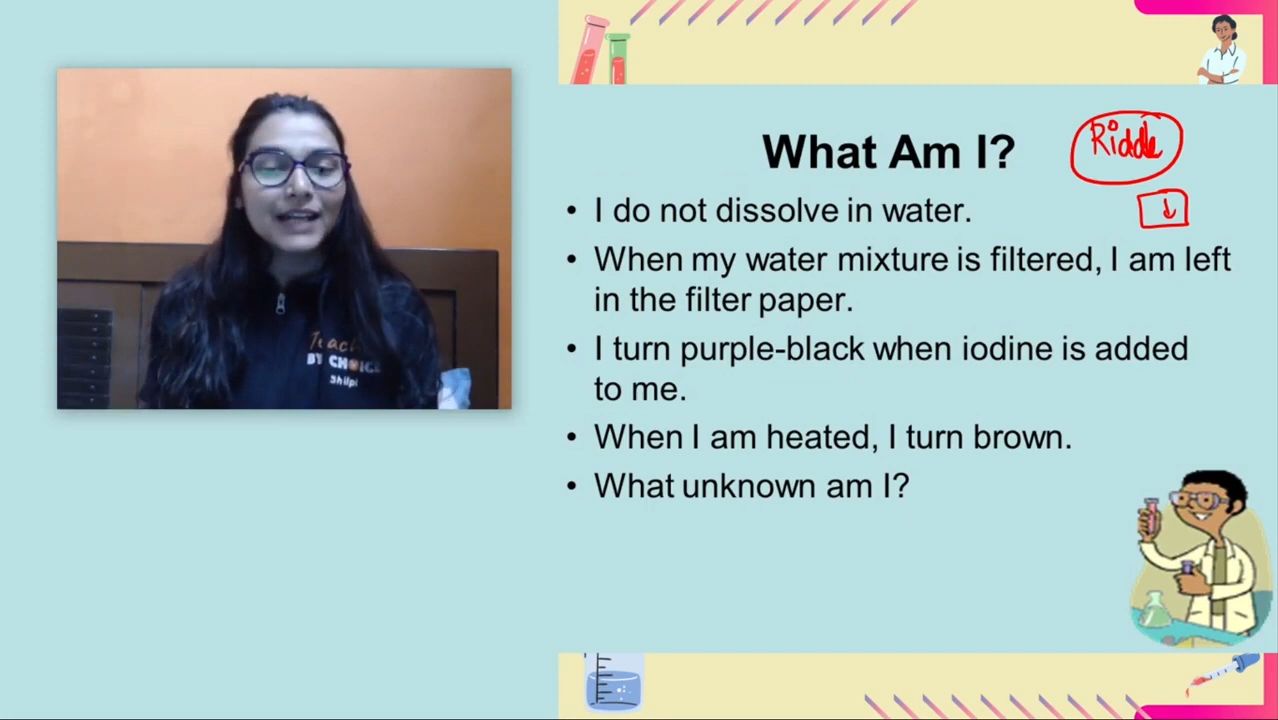 What Am I?
Riddle
• I do not dissolve in water.
↓
• When my water mixture is filtered, I am left
in the filter paper.
• I turn purple-black when iodine is added
to me.
• When I am heated, I turn brown.
• What unknown am I?
BY CHOICE
Shilpi